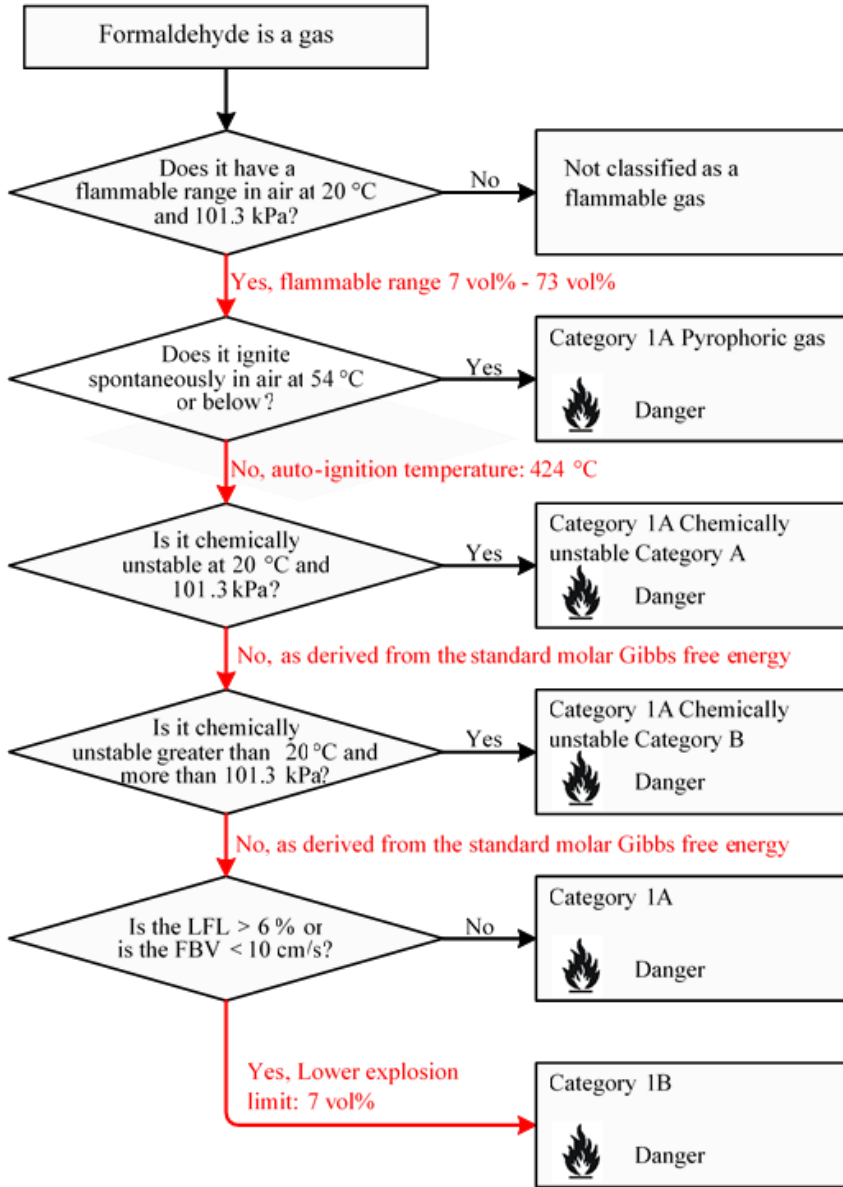 Formaldehyde is a gas
Does it have a
flammable range in air at 20 °C
and 101.3 kPa?
No
Not classified as a
flammable gas
Yes, flammable range 7 vol% - 73 vol%
Does it ignite
spontaneously in air at 54 °C
or below?
Yes
Category 1A Pyrophoric gas
Danger
No, auto-ignition temperature: 424 °C
Is it chemically
unstable at 20 °C and
101.3 kPa?
Yes
Category 1A Chemically
unstable Category A
Danger
No, as derived from the standard molar Gibbs free energy
Is it chemically
unstable greater than 20 °C and
more than 101.3 kPa?
Yes
Category 1A Chemically
unstable Category B
Danger
No, as derived from the standard molar Gibbs free energy
Is the LFL > 6 % or
is the FBV < 10 cm/s?
No
Category 1A
Danger
Yes, Lower explosion
limit: 7 vol%
Category 1B
Danger